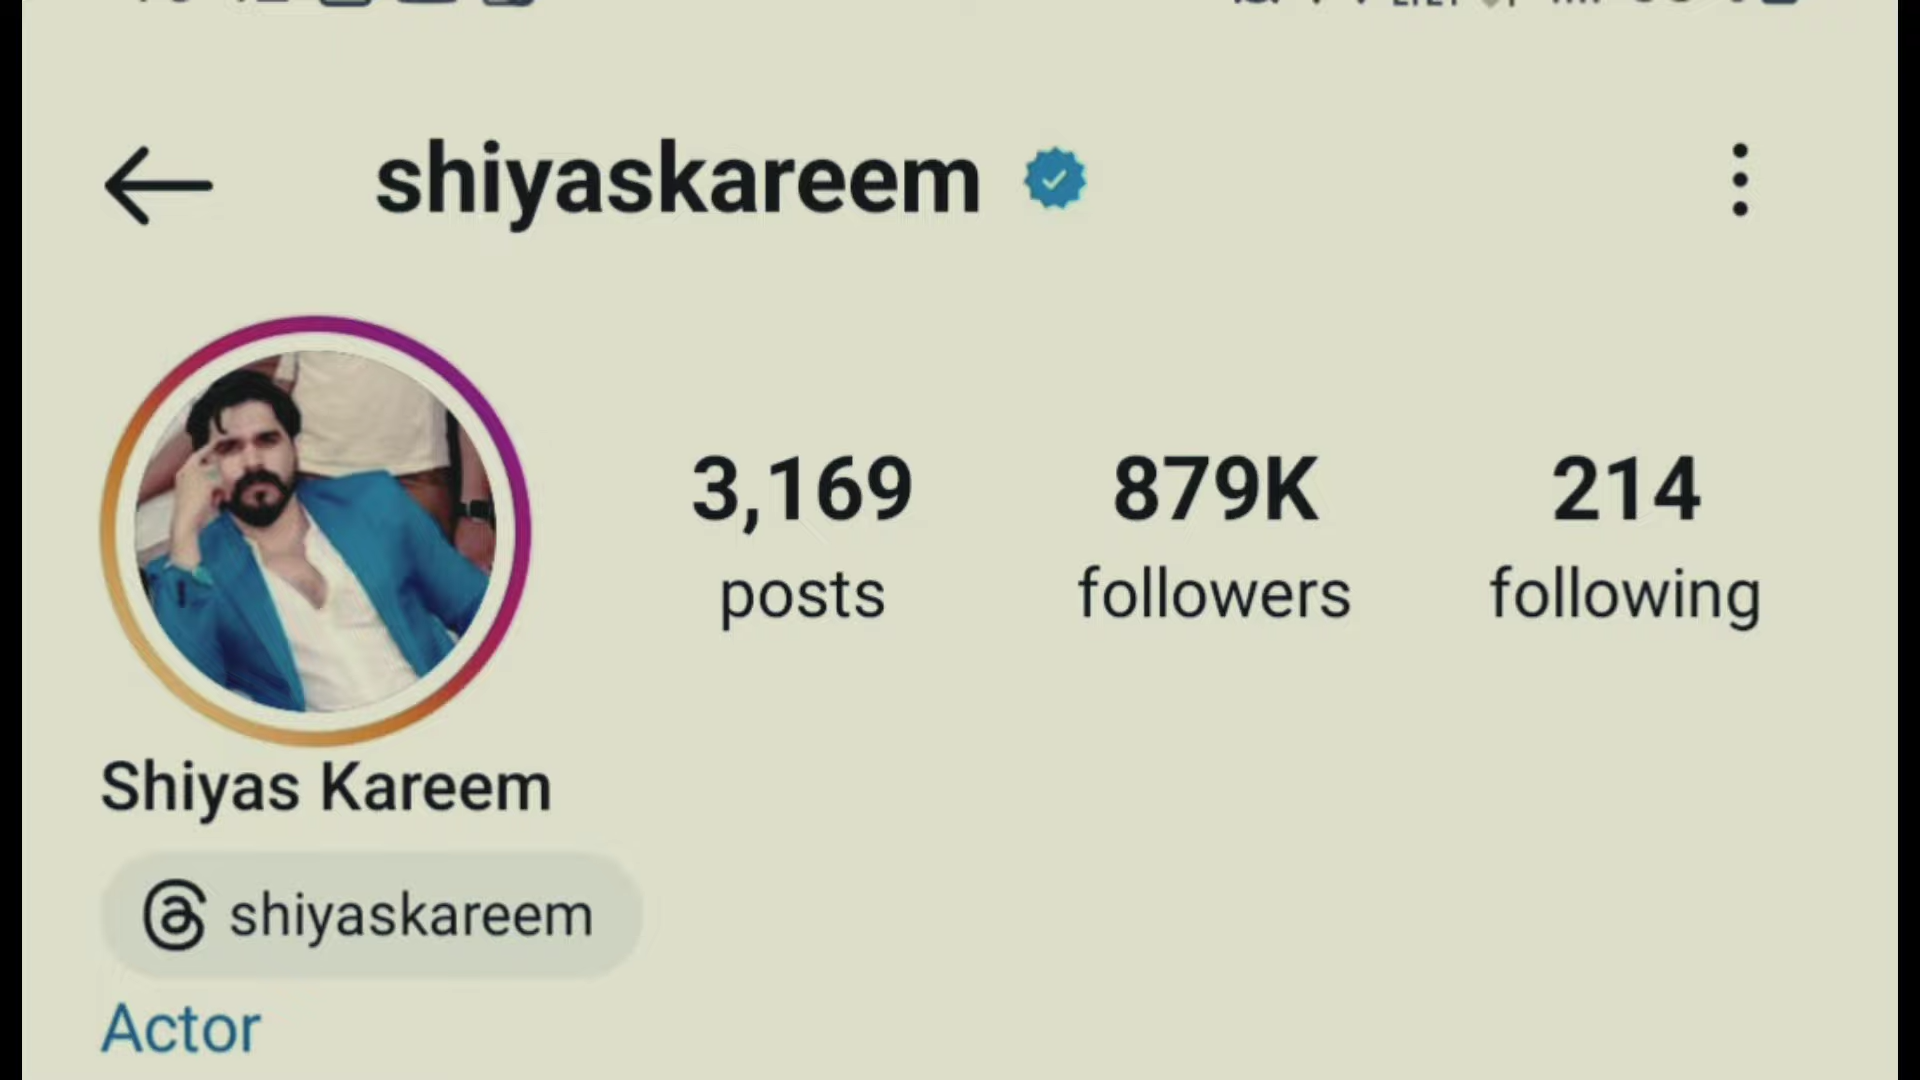 shiyaskareem
3,169 879K 214
posts followers following
Shiyas Kareem
shiyaskareem
Actor